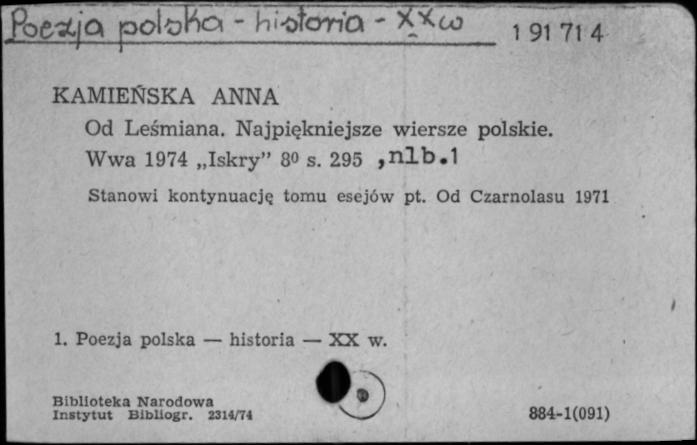 Poezja polska - historia - XX w
1 91 71 4
KAMIEŃSKA ANNA
Od Leśmiana. Najpiękniejsze wiersze polskie.
Wwa 1974 „Iskry” 8⁰ s. 295 ,nlb.1
Stanowi kontynuację tomu esejów pt. Od Czarnolasu 1971
1. Poezja polska — historia — XX w.
Biblioteka Narodowa
Instytut Bibliogr. 2314/74
884-1(091)